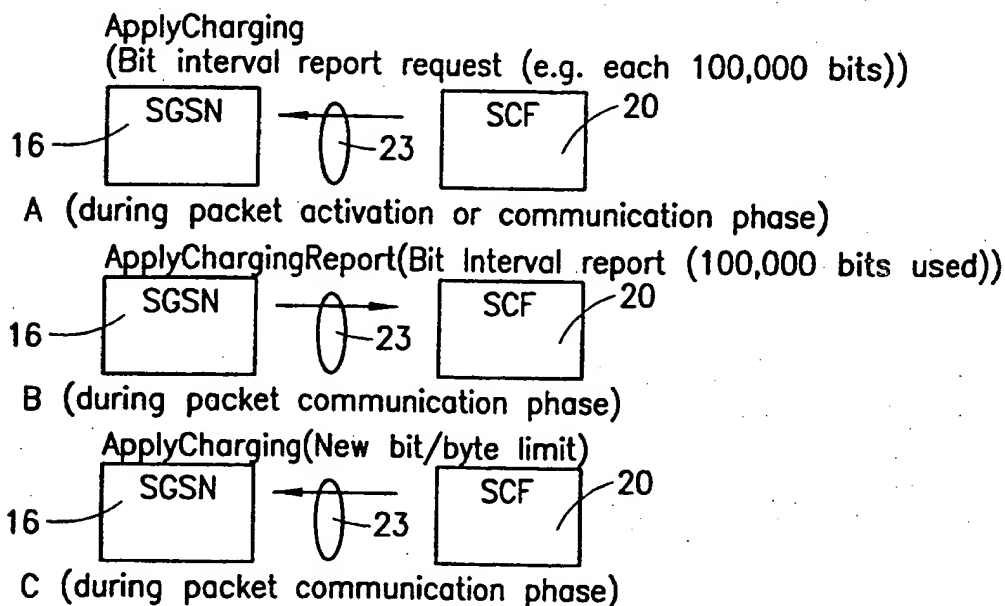 ApplyCharging
(Bit interval report request (e.g. each 100,000 bits))
SGSN SCF 20
16 23
A (during packet activation or communication phase)
ApplyChargingReport(Bit Interval report (100,000 bits used))
SGSN SCF 20
16 23
B (during packet communication phase)
ApplyCharging(New bit/byte limit)
SGSN SCF 20
16 23
C (during packet communication phase)